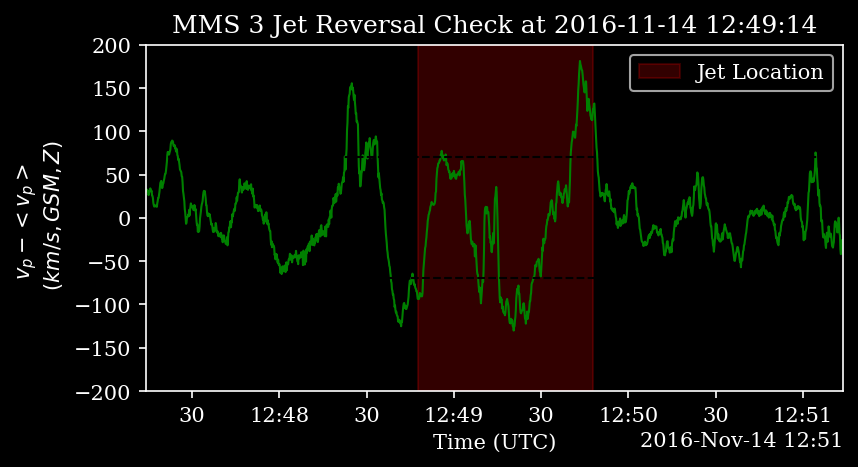 MMS 3 Jet Reversal Check at 2016-11-14 12:49:14
Jet Location
v_p − < v_p >
(km/s, GSM, Z)
200
150
100
50
0
−50
−100
−150
−200
30 12:48 30 12:49 30 12:50 30 12:51
Time (UTC)
2016-Nov-14 12:51